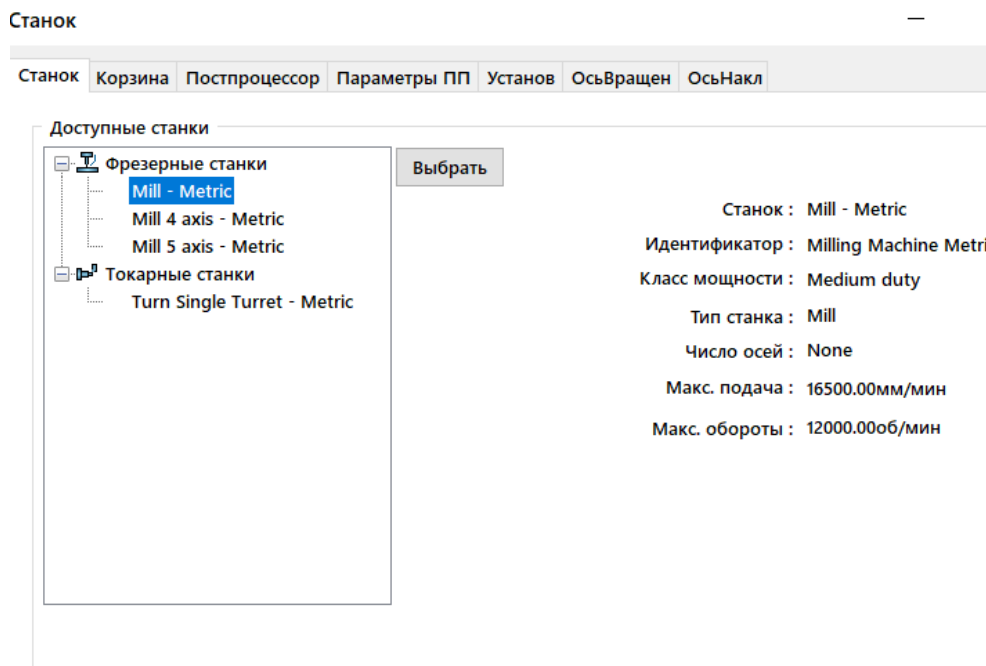 Станок
Станок Корзина Постпроцессор Параметры ПП Установ ОсьВращен ОсьНакл
Доступные станки
Фрезерные станки
Выбрать
Mill - Metric
Mill 4 axis - Metric
Mill 5 axis - Metric
Токарные станки
Turn Single Turret - Metric
Станок : Mill - Metric
Идентификатор : Milling Machine Metri
Класс мощности : Medium duty
Тип станка : Mill
Число осей : None
Макс. подача : 16500.00мм/мин
Макс. обороты : 12000.00об/мин